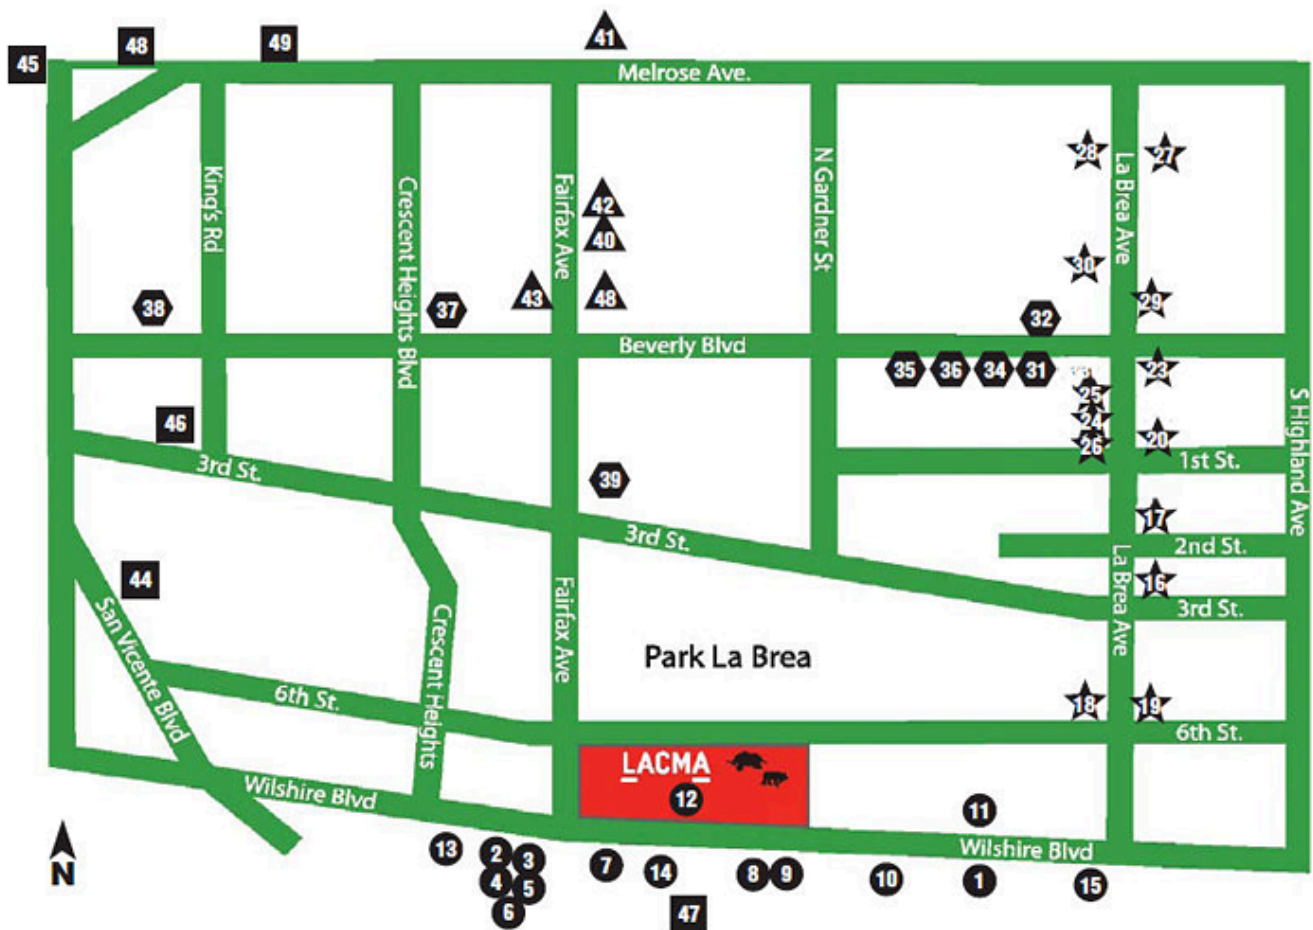 41
48
49
45
Melrose Ave.
28
27
King's Rd
Crescent Heights Blvd
Fairfax Ave
N Gardner St
La Brea Ave
42
40
30
38
37
43
48
29
32
Beverly Blvd
35
36
34
31
23
25
24
26
20
46
S Highland Ave
3rd St.
1st St.
39
17
3rd St.
2nd St.
44
16
San Vicente Blvd
Crescent Heights
Fairfax Ave
La Brea Ave
3rd St.
Park La Brea
6th St.
18
19
6th St.
LACMA
12
Wilshire Blvd
11
13
2
3
7
14
8
9
10
1
15
Wilshire Blvd
4
5
6
47
N